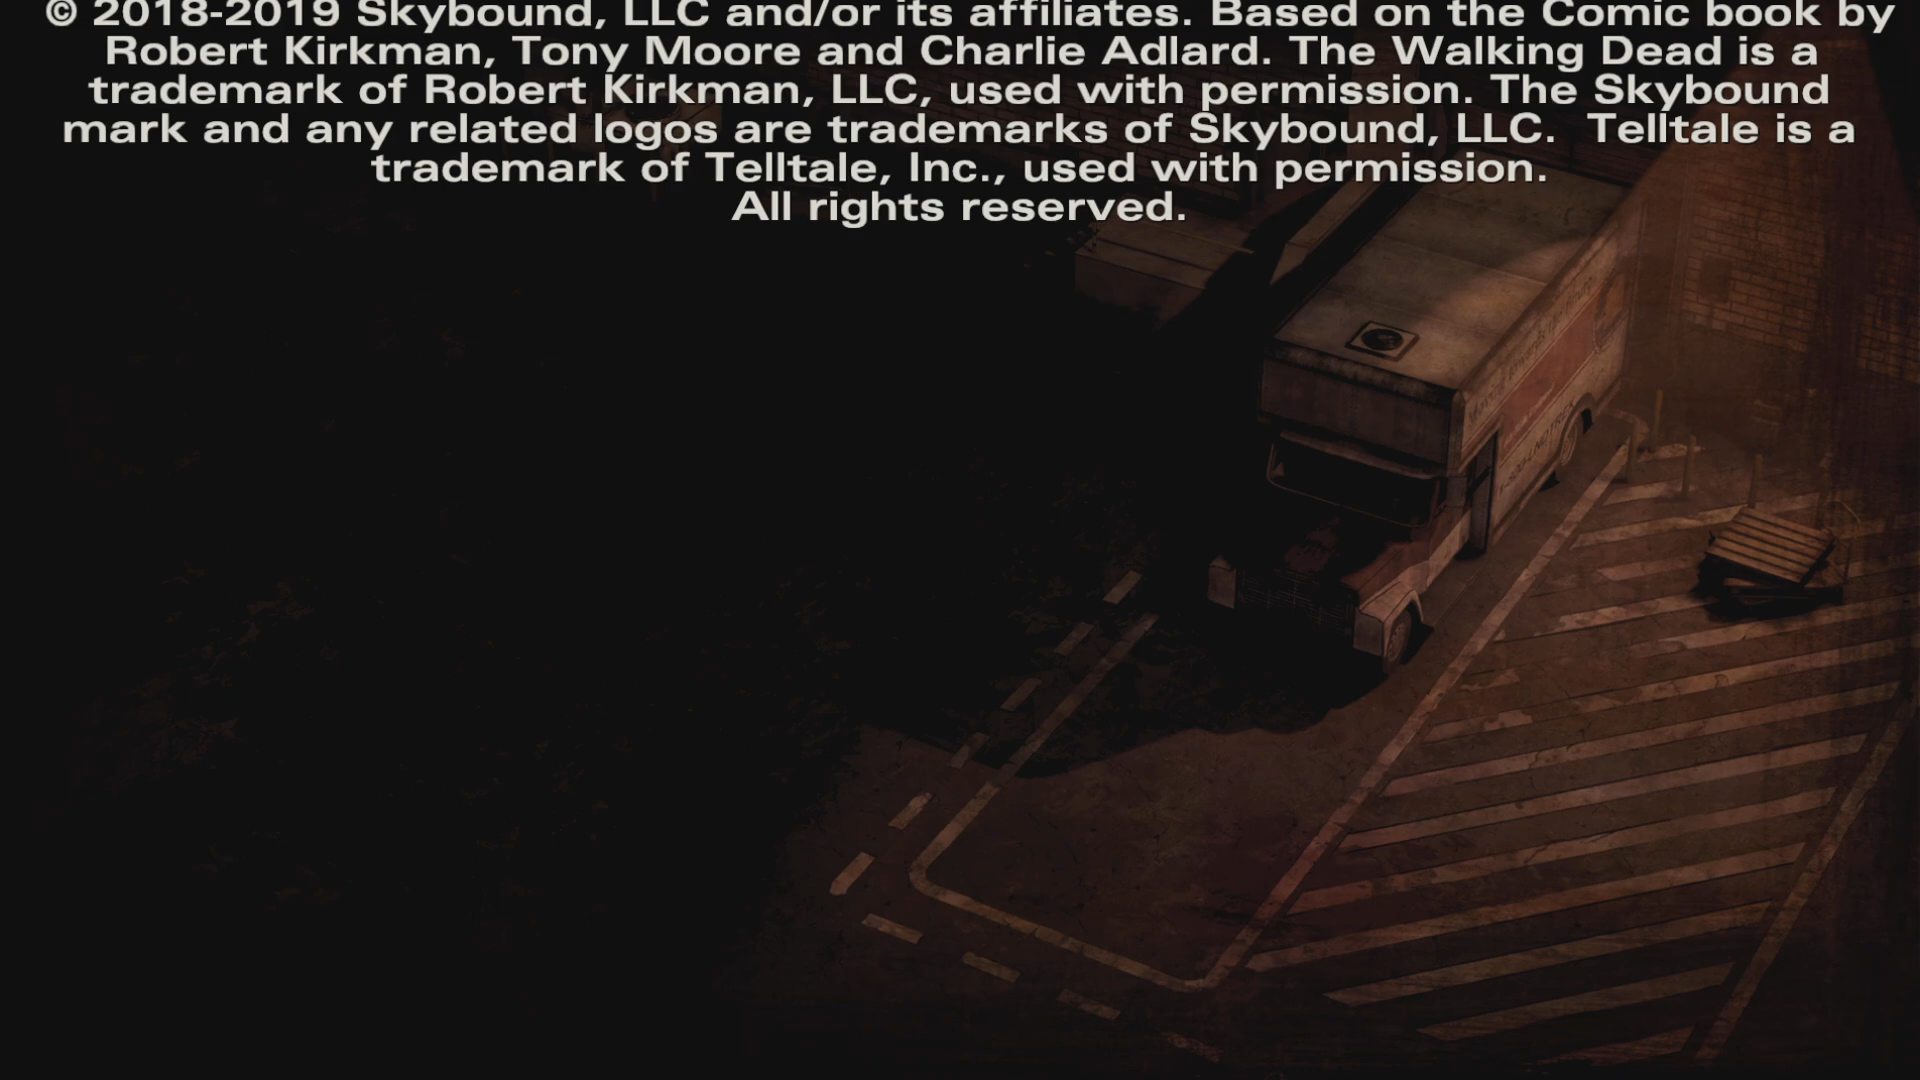 © 2018-2019 Skybound, LLC and/or its affiliates. Based on the Comic book by
Robert Kirkman, Tony Moore and Charlie Adlard. The Walking Dead is a
trademark of Robert Kirkman, LLC, used with permission. The Skybound
mark and any related logos are trademarks of Skybound, LLC.  Telltale is a
trademark of Telltale, Inc., used with permission.
All rights reserved.